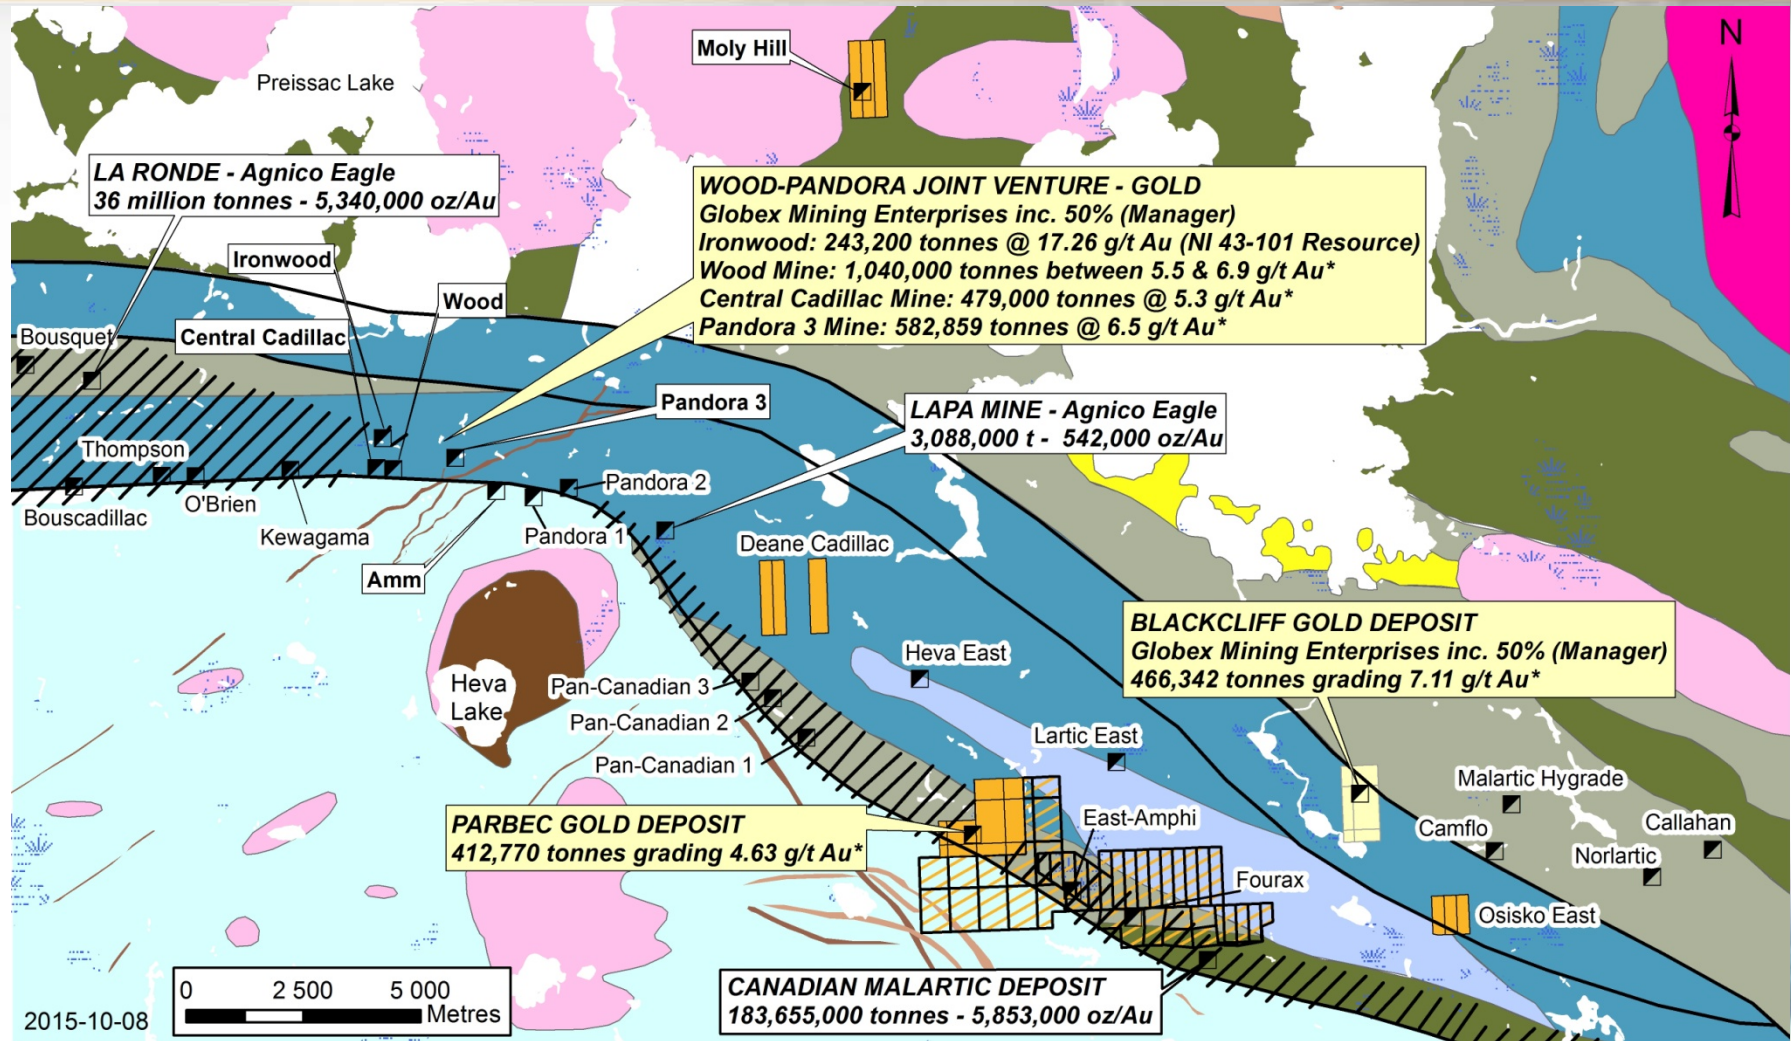 N
Moly Hill
Preissac Lake
LA RONDE - Agnico Eagle
36 million tonnes - 5,340,000 oz/Au
WOOD-PANDORA JOINT VENTURE - GOLD
Globex Mining Enterprises inc. 50% (Manager)
Ironwood: 243,200 tonnes @ 17.26 g/t Au (NI 43-101 Resource)
Wood Mine: 1,040,000 tonnes between 5.5 & 6.9 g/t Au*
Central Cadillac Mine: 479,000 tonnes @ 5.3 g/t Au*
Pandora 3 Mine: 582,859 tonnes @ 6.5 g/t Au*
Ironwood
Wood
Bousquet
Central Cadillac
Pandora 3
LAPA MINE - Agnico Eagle
3,088,000 t - 542,000 oz/Au
Thompson
Pandora 2
O'Brien
Bouscadillac
Kewagama
Pandora 1
Deane Cadillac
Amm
BLACKCLIFF GOLD DEPOSIT
Globex Mining Enterprises inc. 50% (Manager)
466,342 tonnes grading 7.11 g/t Au*
Heva East
Heva
Lake
Pan-Canadian 3
Pan-Canadian 2
Lartic East
Pan-Canadian 1
Malartic Hygrade
PARBEC GOLD DEPOSIT
412,770 tonnes grading 4.63 g/t Au*
East-Amphi
Camflo
Callahan
Norlartic
Fourax
Osisko East
CANADIAN MALARTIC DEPOSIT
183,655,000 tonnes - 5,853,000 oz/Au
0 2 500 5 000
Metres
2015-10-08